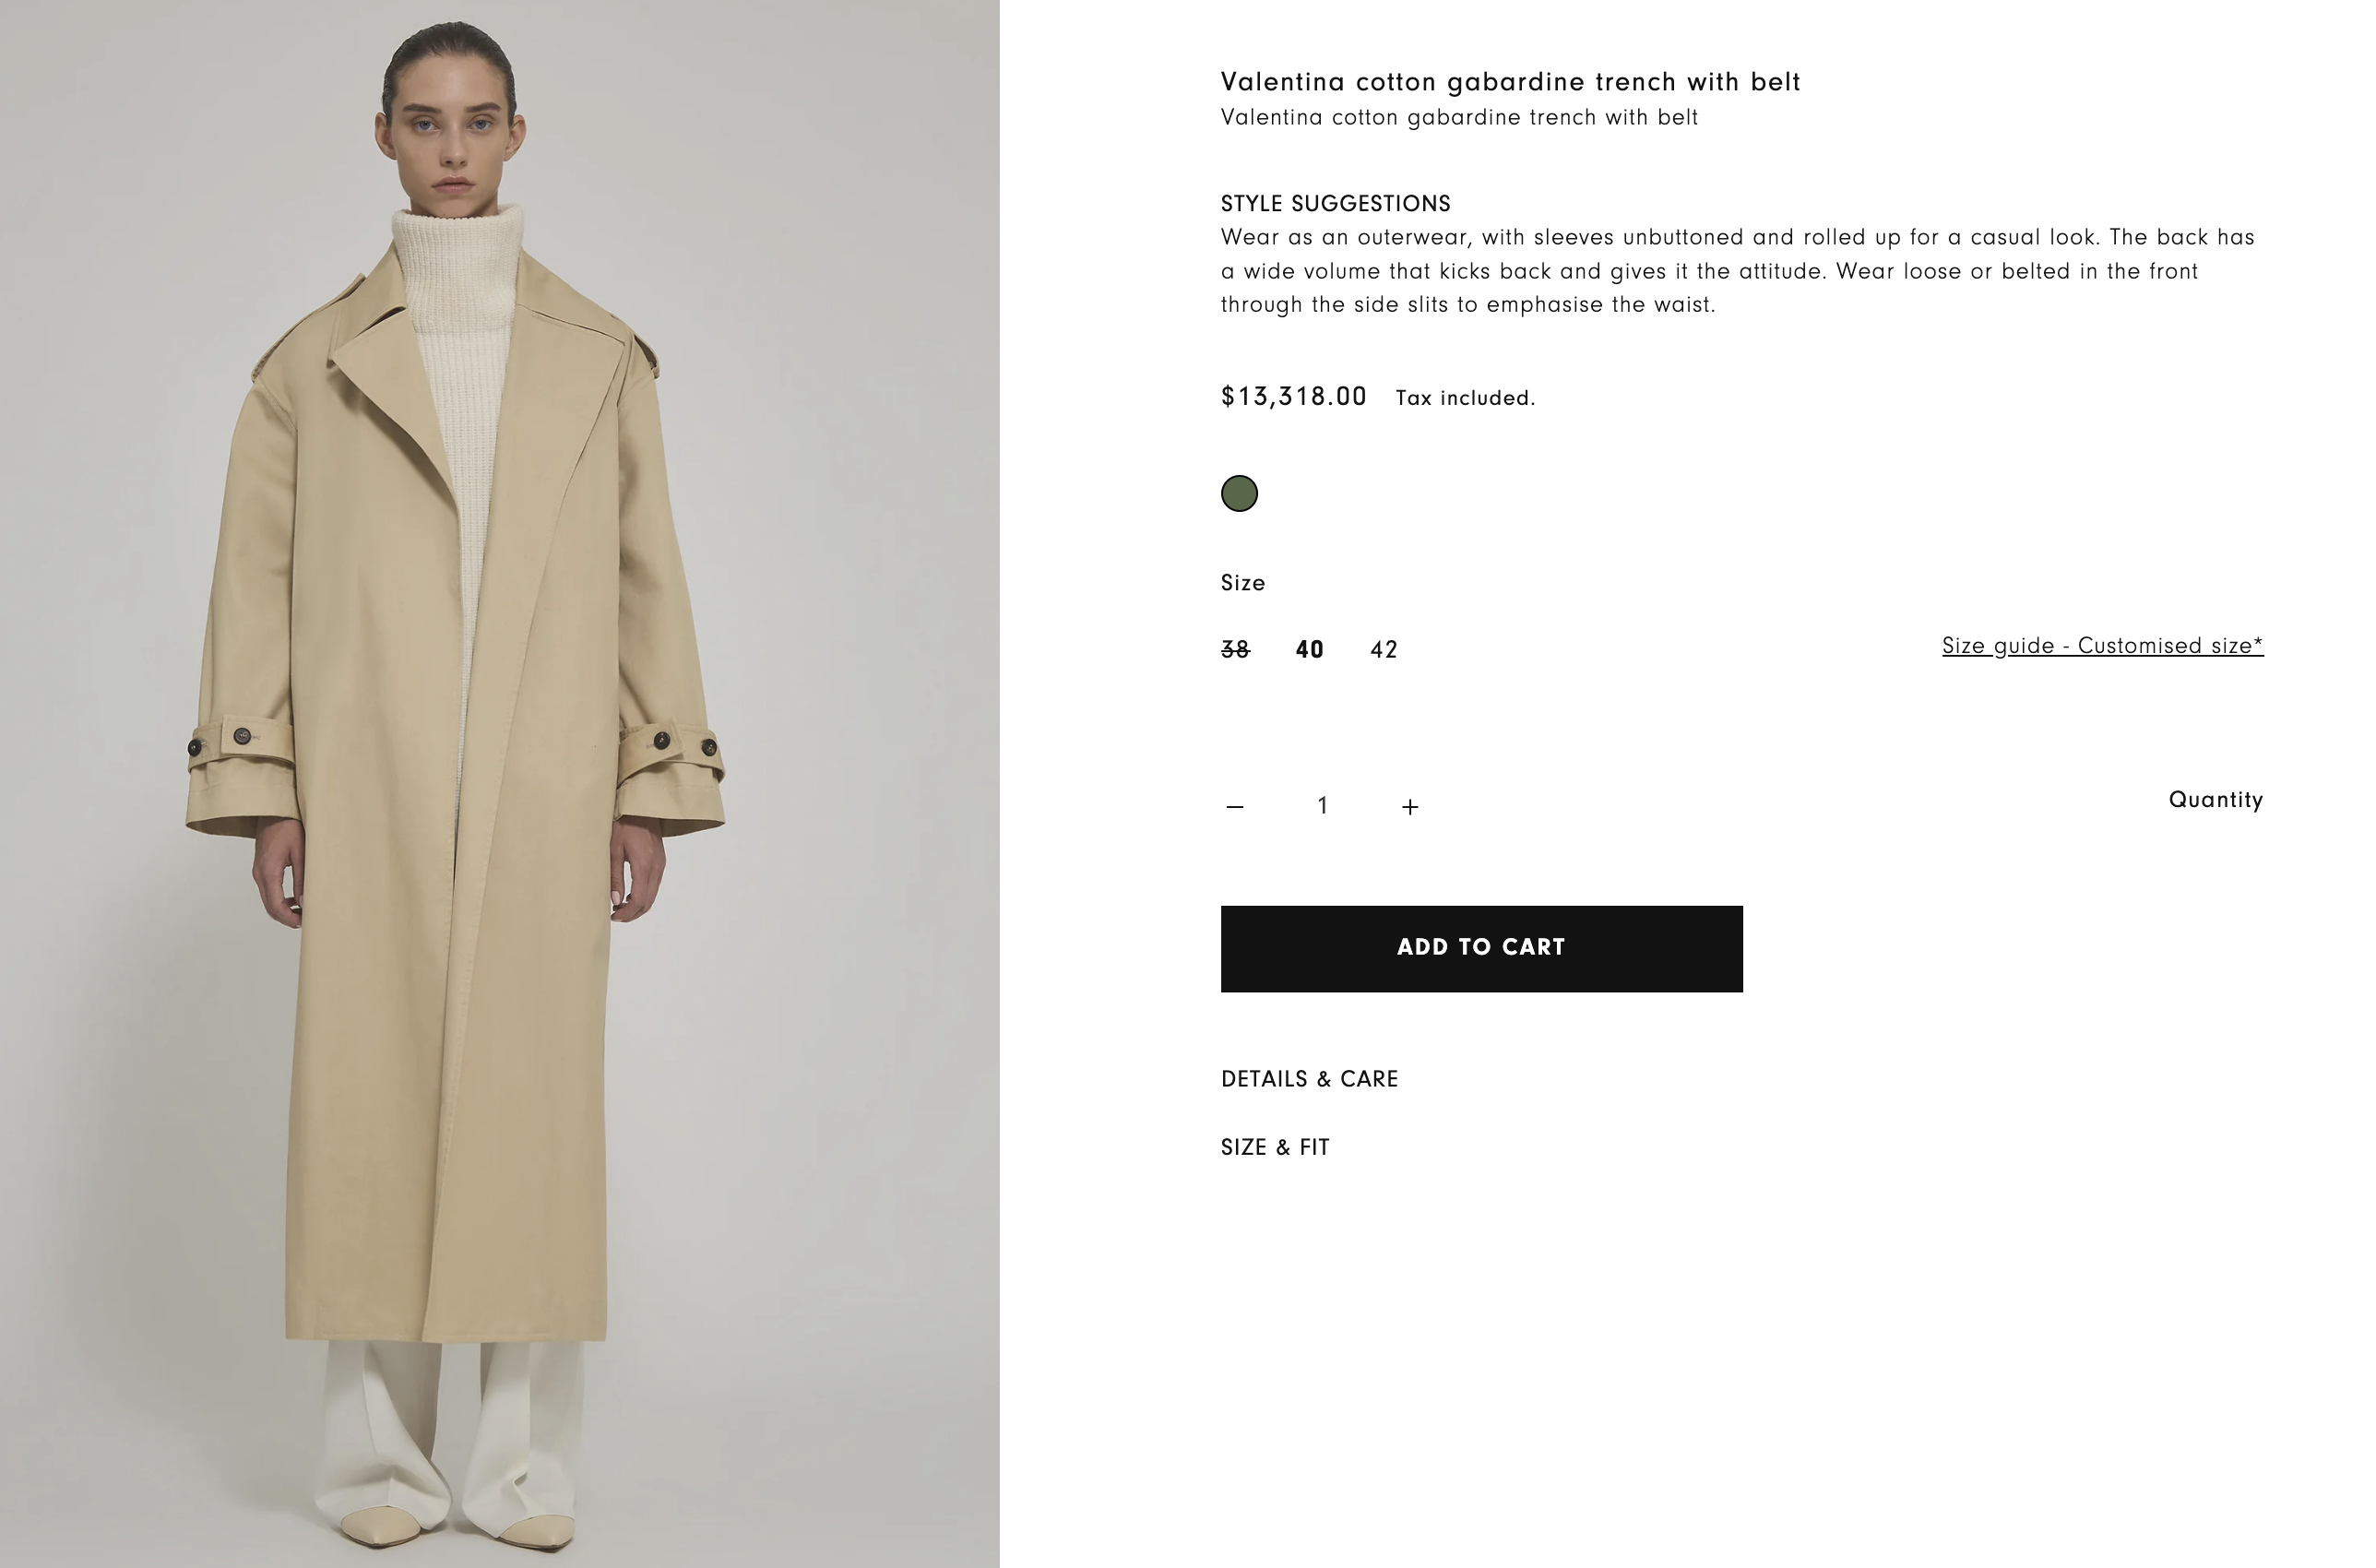 Valentina cotton gabardine trench with belt
Valentina cotton gabardine trench with belt
STYLE SUGGESTIONS
Wear as an outerwear, with sleeves unbuttoned and rolled up for a casual look. The back has
a wide volume that kicks back and gives it the attitude. Wear loose or belted in the front
through the side slits to emphasise the waist.
$13,318.00 Tax included.
Size
38 40 42 Size guide - Customised size*
− 1 + Quantity
ADD TO CART
DETAILS & CARE
SIZE & FIT